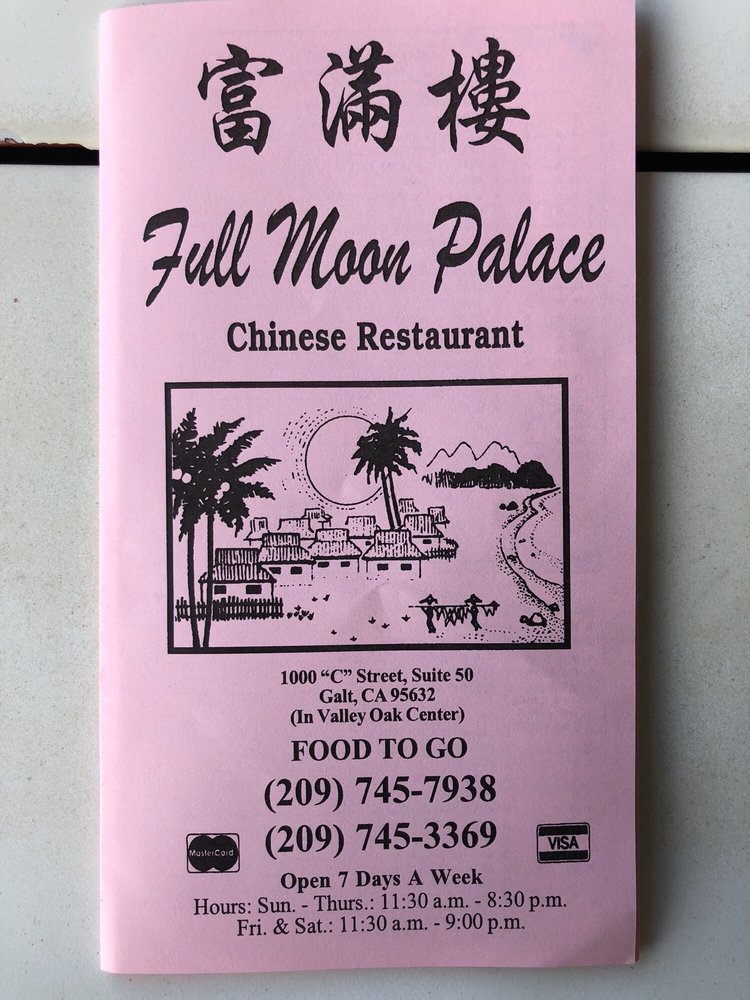 富滿樓
Full Moon Palace
Chinese Restaurant
1000 “C” Street, Suite 50
Galt, CA 95632
(In Valley Oak Center)
FOOD TO GO
(209) 745-7938
(209) 745-3369
MasterCard
VISA
Open 7 Days A Week
Hours: Sun. - Thurs.: 11:30 a.m. - 8:30 p.m.
Fri. & Sat.: 11:30 a.m. - 9:00 p.m.